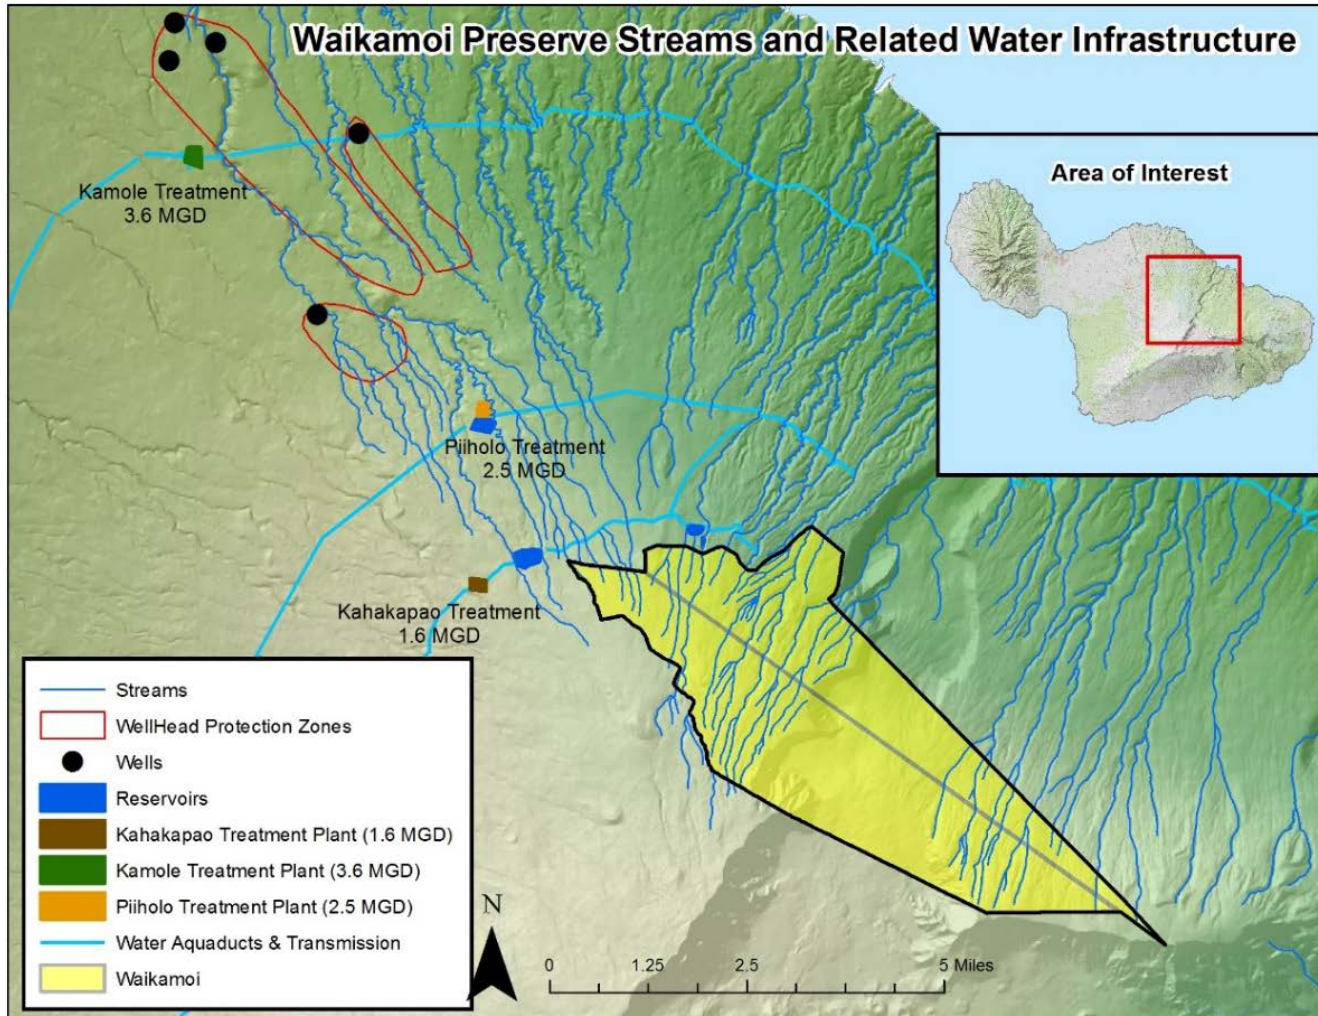 Waikamoi Preserve Streams and Related Water Infrastructure
Area of Interest
Kamole Treatment
3.6 MGD
Piiholo Treatment
2.5 MGD
Kahakapao Treatment
1.6 MGD
Streams
WellHead Protection Zones
Wells
Reservoirs
Kahakapao Treatment Plant (1.6 MGD)
Kamole Treatment Plant (3.6 MGD)
Piiholo Treatment Plant (2.5 MGD)
Water Aquaducts & Transmission
Waikamoi
N
0 1.25 2.5 5 Miles